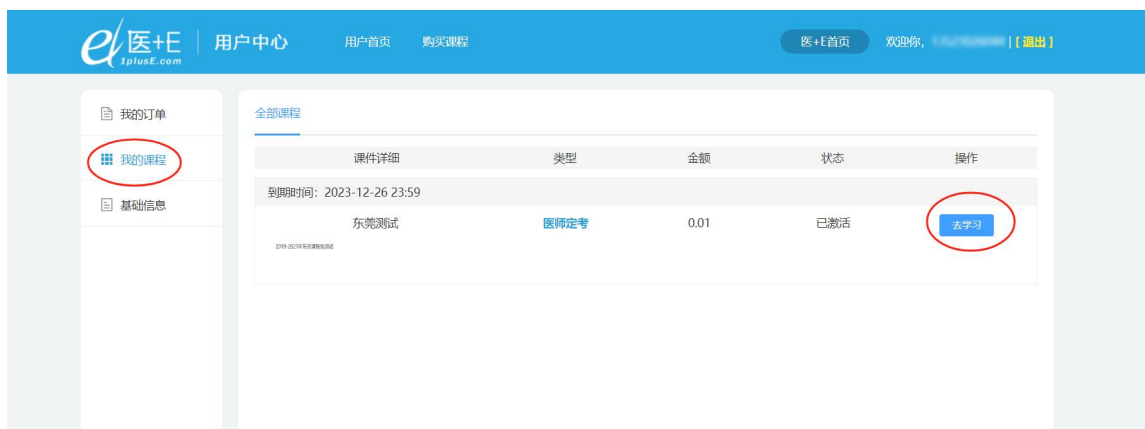 医+E 用户中心 用户首页 购买课程 医+E首页 欢迎你, | [ 退出 ]
1plusE.com
我的订单
我的课程
基础信息
全部课程
课件详细 类型 金额 状态 操作
到期时间：2023-12-26 23:59
东莞测试 医师定考 0.01 已激活 去学习